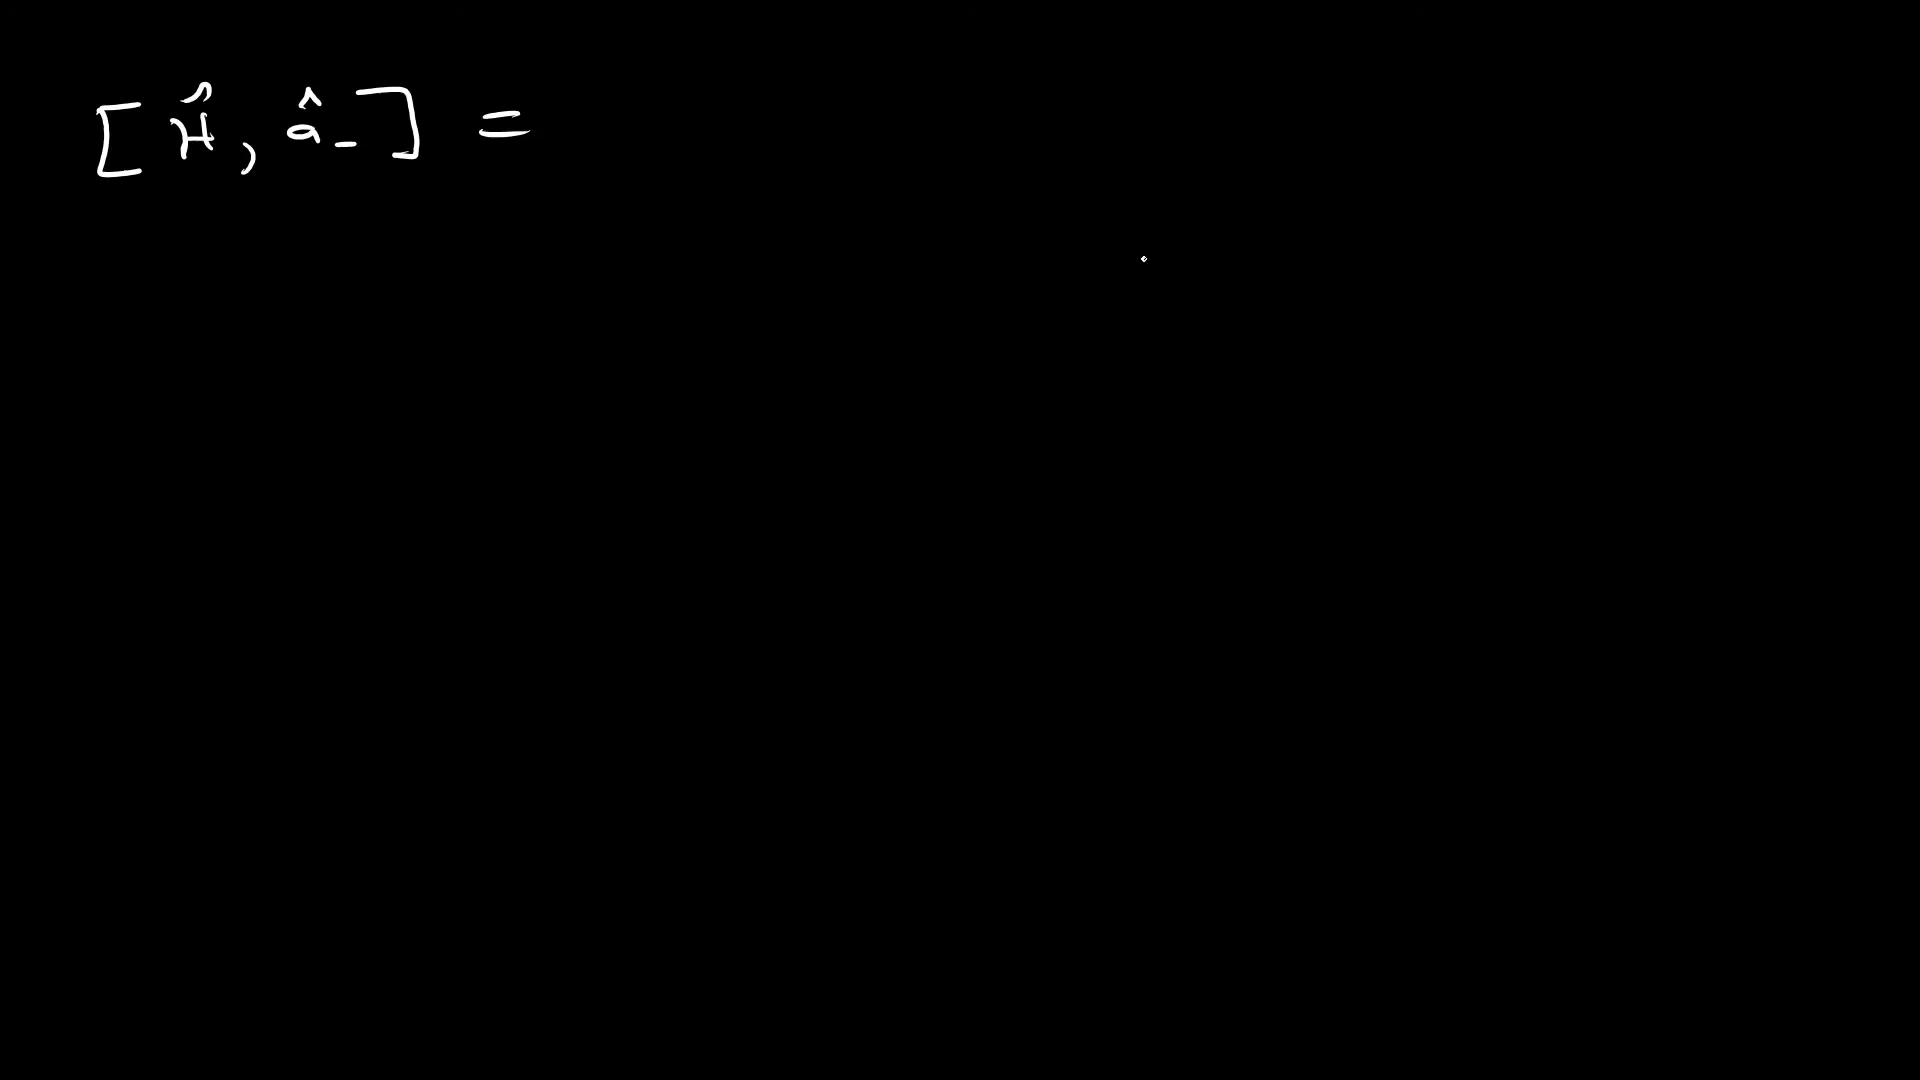 [Ĥ, â₋] =